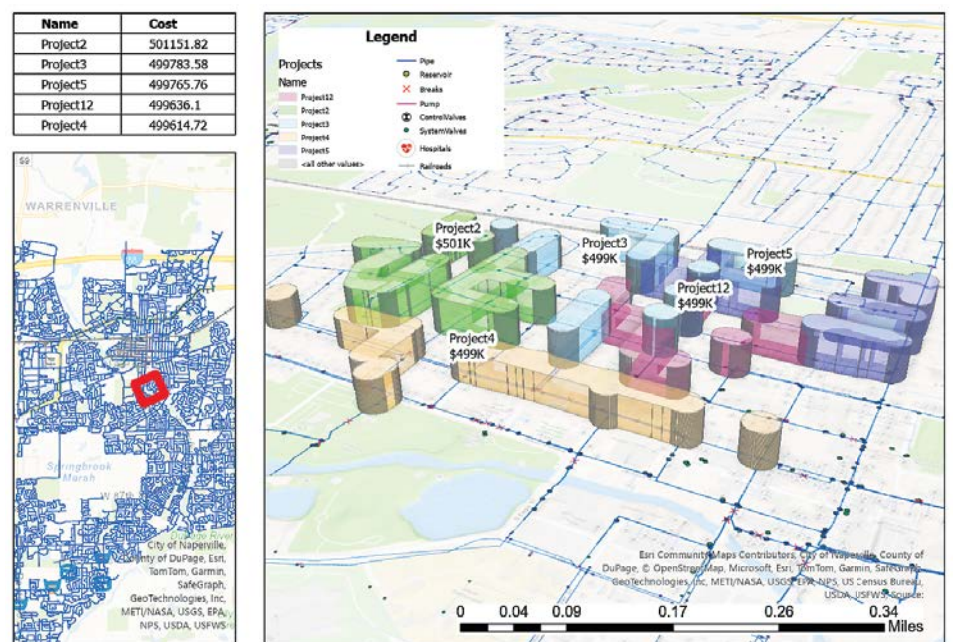 Name Cost
Project2 501151.82
Project3 499783.58
Project5 499765.76
Project12 499636.1
Project4 499614.72
59
WARRENVILLE
Springbrook
Marsh
W 87th
DuPage River
City of Naperville,
County of DuPage, Esri,
TomTom, Garmin,
SafeGraph,
GeoTechnologies, Inc,
METI/NASA, USGS, EPA,
NPS, USDA, USFWS
Legend
Projects
Name
Project12
Project2
Project3
Project4
Project5
<all other values>
Pipe
Reservoir
Breaks
Pump
ControlValves
SystemValves
Hospitals
Railroads
Project2
$501K
Project3
$499K
Project5
$499K
Project12
$499K
Project4
$499K
Esri Community Maps Contributors, City of Naperville, County of
DuPage, © OpenStreetMap, Microsoft, Esri, TomTom, Garmin, SafeGraph,
GeoTechnologies, Inc, METI/NASA, USGS, EPA, NPS, US Census Bureau,
USDA, USFWS, Source:
0 0.04 0.09 0.17 0.26 0.34
Miles